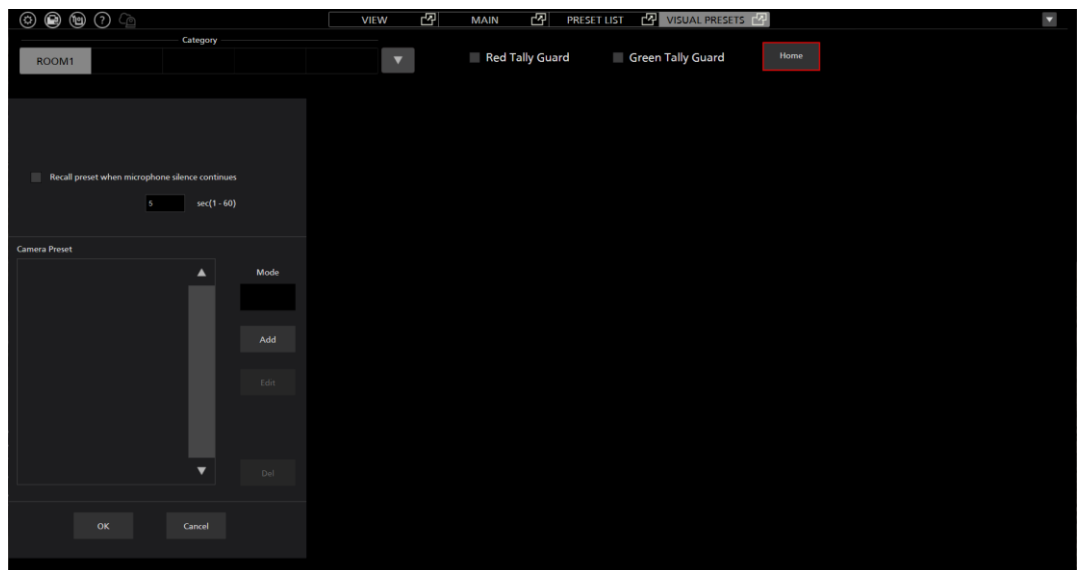 VIEW MAIN PRESET LIST VISUAL PRESETS
Category
ROOM1
Red Tally Guard
Green Tally Guard
Home
Recall preset when microphone silence continues
5 sec(1 - 60)
Camera Preset
Mode
Add
Edit
Del
OK Cancel